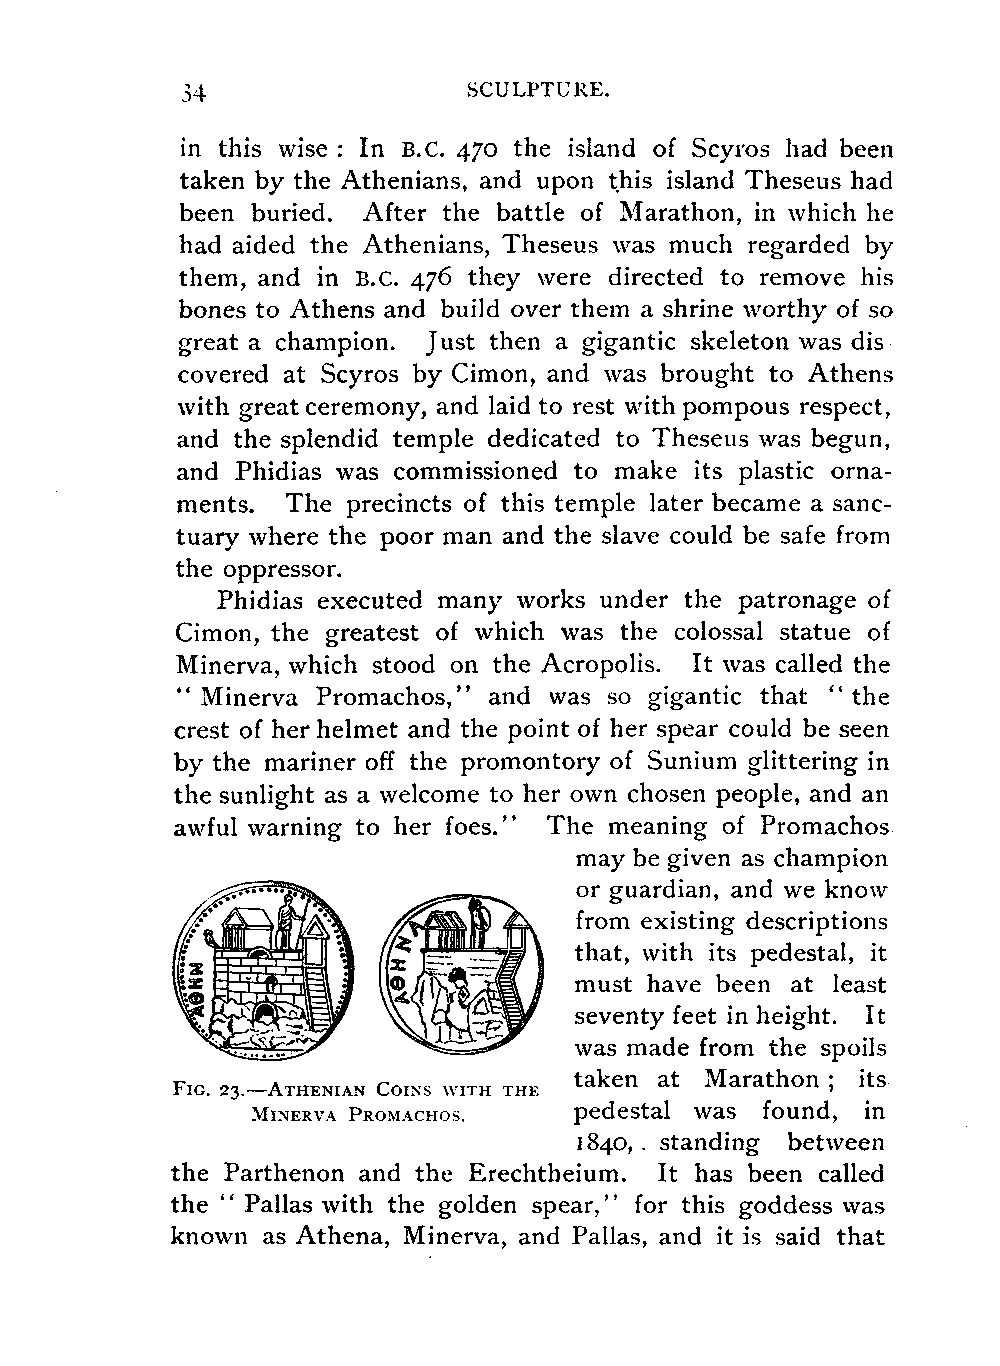 34 SCULPTURE.
in this wise : In B.C. 470 the island of Scyros had been
taken by the Athenians, and upon this island Theseus had
been buried. After the battle of Marathon, in which he
had aided the Athenians, Theseus was much regarded by
them, and in B.C. 476 they were directed to remove his
bones to Athens and build over them a shrine worthy of so
great a champion. Just then a gigantic skeleton was dis
covered at Scyros by Cimon, and was brought to Athens
with great ceremony, and laid to rest with pompous respect,
and the splendid temple dedicated to Theseus was begun,
and Phidias was commissioned to make its plastic orna-
ments. The precincts of this temple later became a sanc-
tuary where the poor man and the slave could be safe from
the oppressor.
Phidias executed many works under the patronage of
Cimon, the greatest of which was the colossal statue of
Minerva, which stood on the Acropolis. It was called the
“ Minerva Promachos,” and was so gigantic that “ the
crest of her helmet and the point of her spear could be seen
by the mariner off the promontory of Sunium glittering in
the sunlight as a welcome to her own chosen people, and an
awful warning to her foes.” The meaning of Promachos
may be given as champion
or guardian, and we know
from existing descriptions
that, with its pedestal, it
must have been at least
seventy feet in height. It
was made from the spoils
taken at Marathon ; its
pedestal was found, in
1840, . standing between
ΑΘΗΝ
ΑΘΗΝΑ
FIG. 23.—ATHENIAN COINS WITH THE
MINERVA PROMACHOS.
the Parthenon and the Erechtheium. It has been called
the “ Pallas with the golden spear,” for this goddess was
known as Athena, Minerva, and Pallas, and it is said that